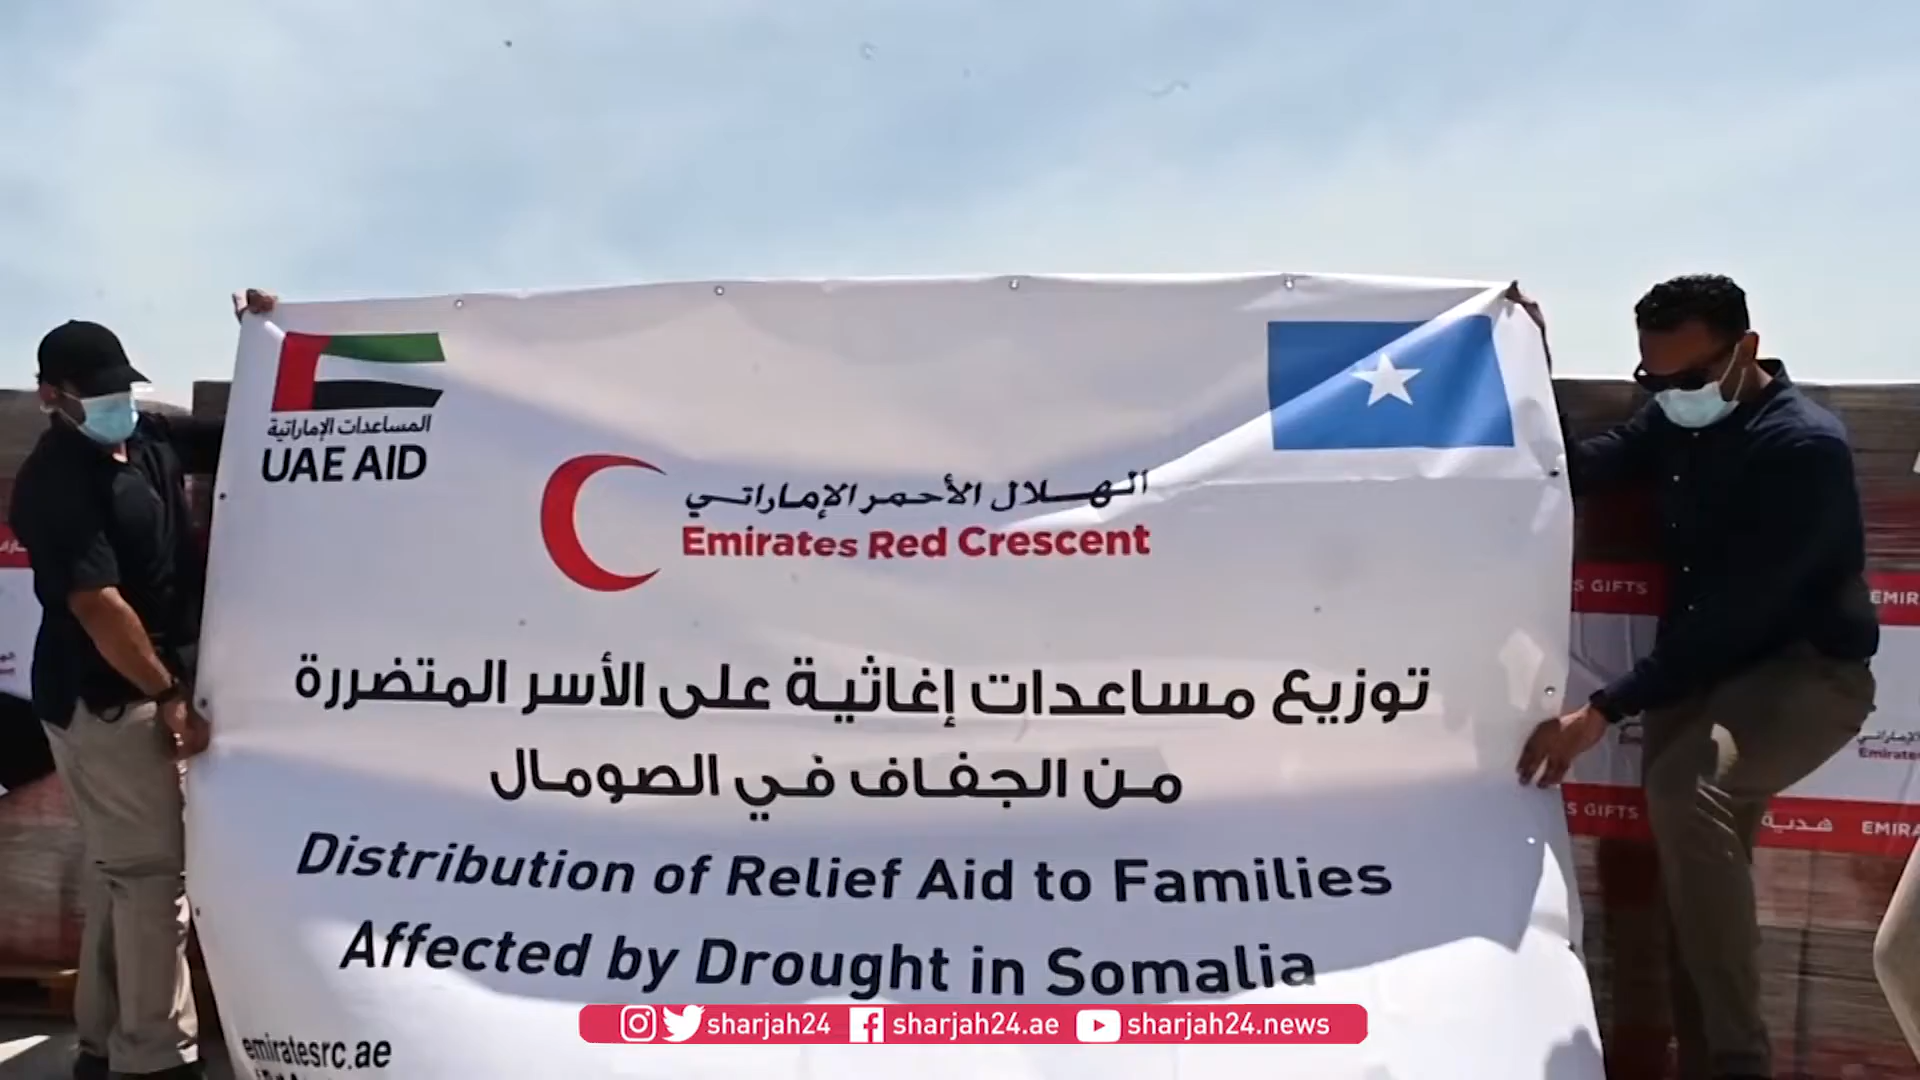 المساعدات الإماراتية
UAE AID
الهلال الأحمر الإماراتي
Emirates Red Crescent
توزيع مساعدات إغاثية على الأسر المتضررة
من الجفاف في الصومال
Distribution of Relief Aid to Families
Affected by Drought in Somalia
emiratesrc.ae
GIFTS
GIFTS
هدية
sharjah24 sharjah24.ae sharjah24.news